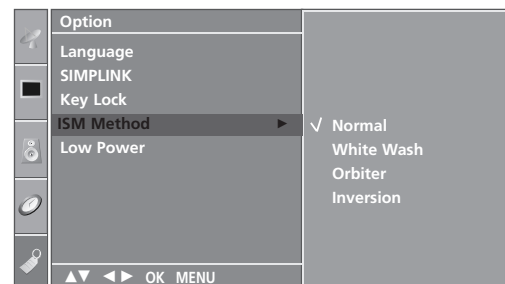 Option
Language
SIMPLINK
Key Lock
ISM Method ►
Low Power
√ Normal
White Wash
Orbiter
Inversion
▲▼ ◄► OK MENU